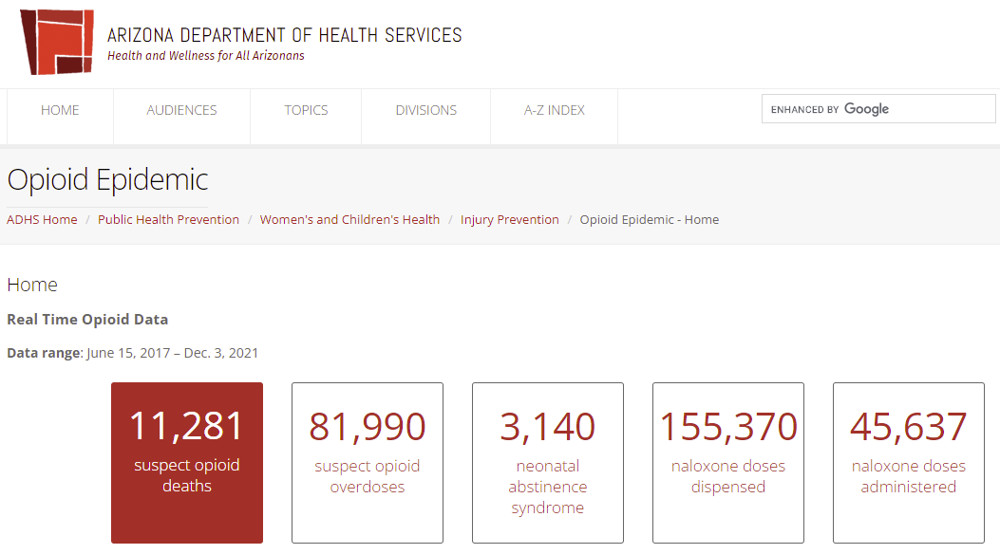 ARIZONA DEPARTMENT OF HEALTH SERVICES
Health and Wellness for All Arizonans
HOME AUDIENCES TOPICS DIVISIONS A-Z INDEX ENHANCED BY Google
Opioid Epidemic
ADHS Home / Public Health Prevention / Women's and Children's Health / Injury Prevention / Opioid Epidemic - Home
Home
Real Time Opioid Data
Data range: June 15, 2017 – Dec. 3, 2021
11,281
suspect opioid
deaths
81,990
suspect opioid
overdoses
3,140
neonatal
abstinence
syndrome
155,370
naloxone doses
dispensed
45,637
naloxone doses
administered